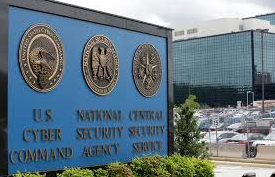 U.S.
CYBER
COMMAND
NATIONAL
SECURITY
AGENCY
CENTRAL
SECURITY
SERVICE